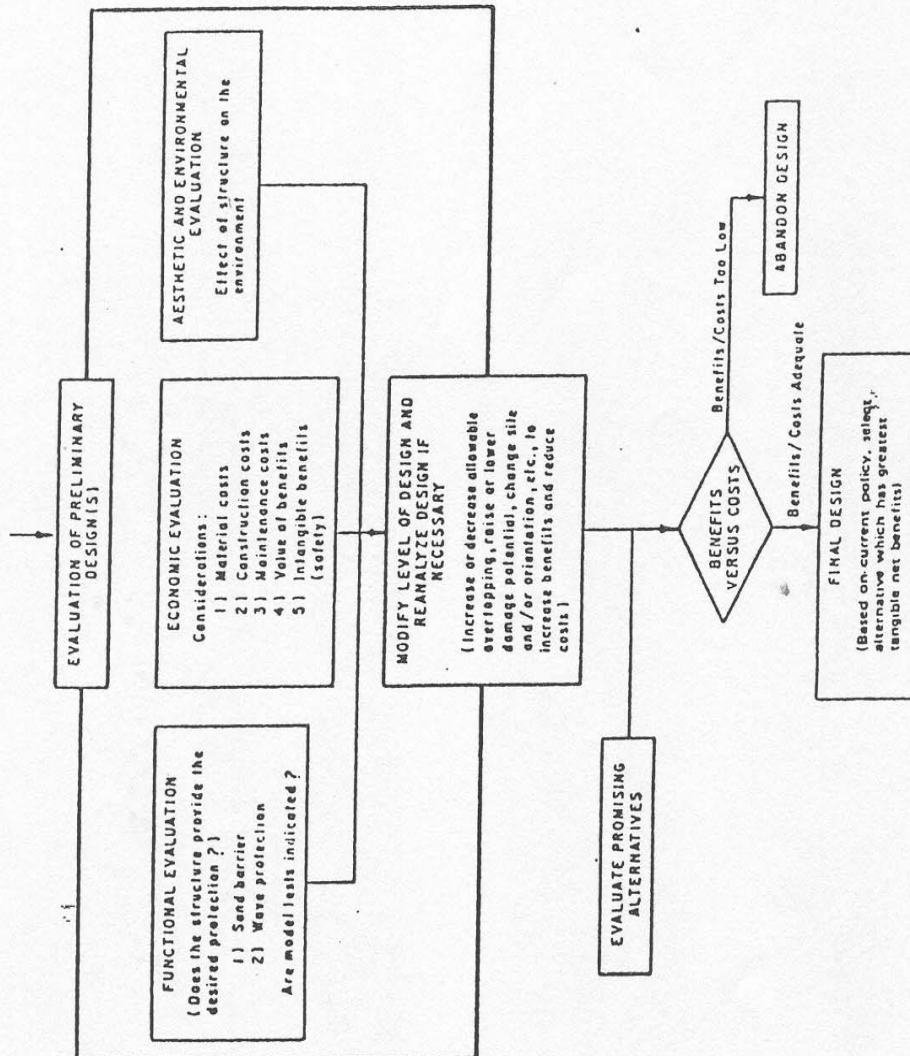 EVALUATION OF PRELIMINARY
DESIGN(S)
FUNCTIONAL EVALUATION
(Does the structure provide the
desired protection ?)
1) Sand barrier
2) Wave protection
Are model tests indicated ?
ECONOMIC EVALUATION
Considerations:
1) Material costs
2) Construction costs
3) Maintenance costs
4) Value of benefits
5) Intangible benefits
(safety)
AESTHETIC AND ENVIRONMENTAL
EVALUATION
Effect of structure on the
environment
MODIFY LEVEL OF DESIGN AND
REANALYZE DESIGN IF
NECESSARY
(Increase or decrease allowable
overtopping, raise or lower
damage potential, change site
and/or orientation, etc., to
increase benefits and reduce
costs)
EVALUATE PROMISING
ALTERNATIVES
BENEFITS
VERSUS COSTS
Benefits/Costs Too Low
ABANDON DESIGN
Benefits/Costs Adequate
FINAL DESIGN
(Based on current policy, select
alternative which has greatest
tangible net benefits)